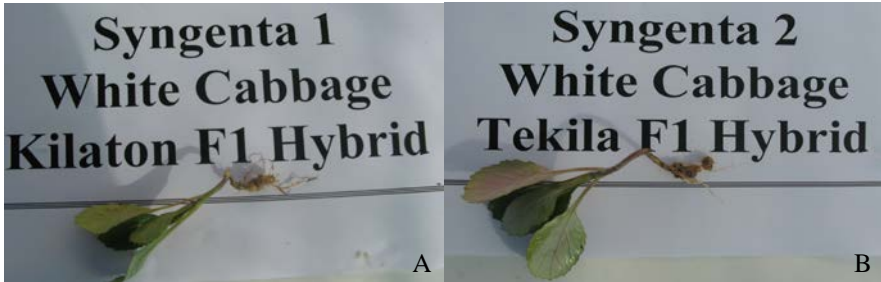 Syngenta 1
White Cabbage
Kilaton F1 Hybrid
A
Syngenta 2
White Cabbage
Tekila F1 Hybrid
B